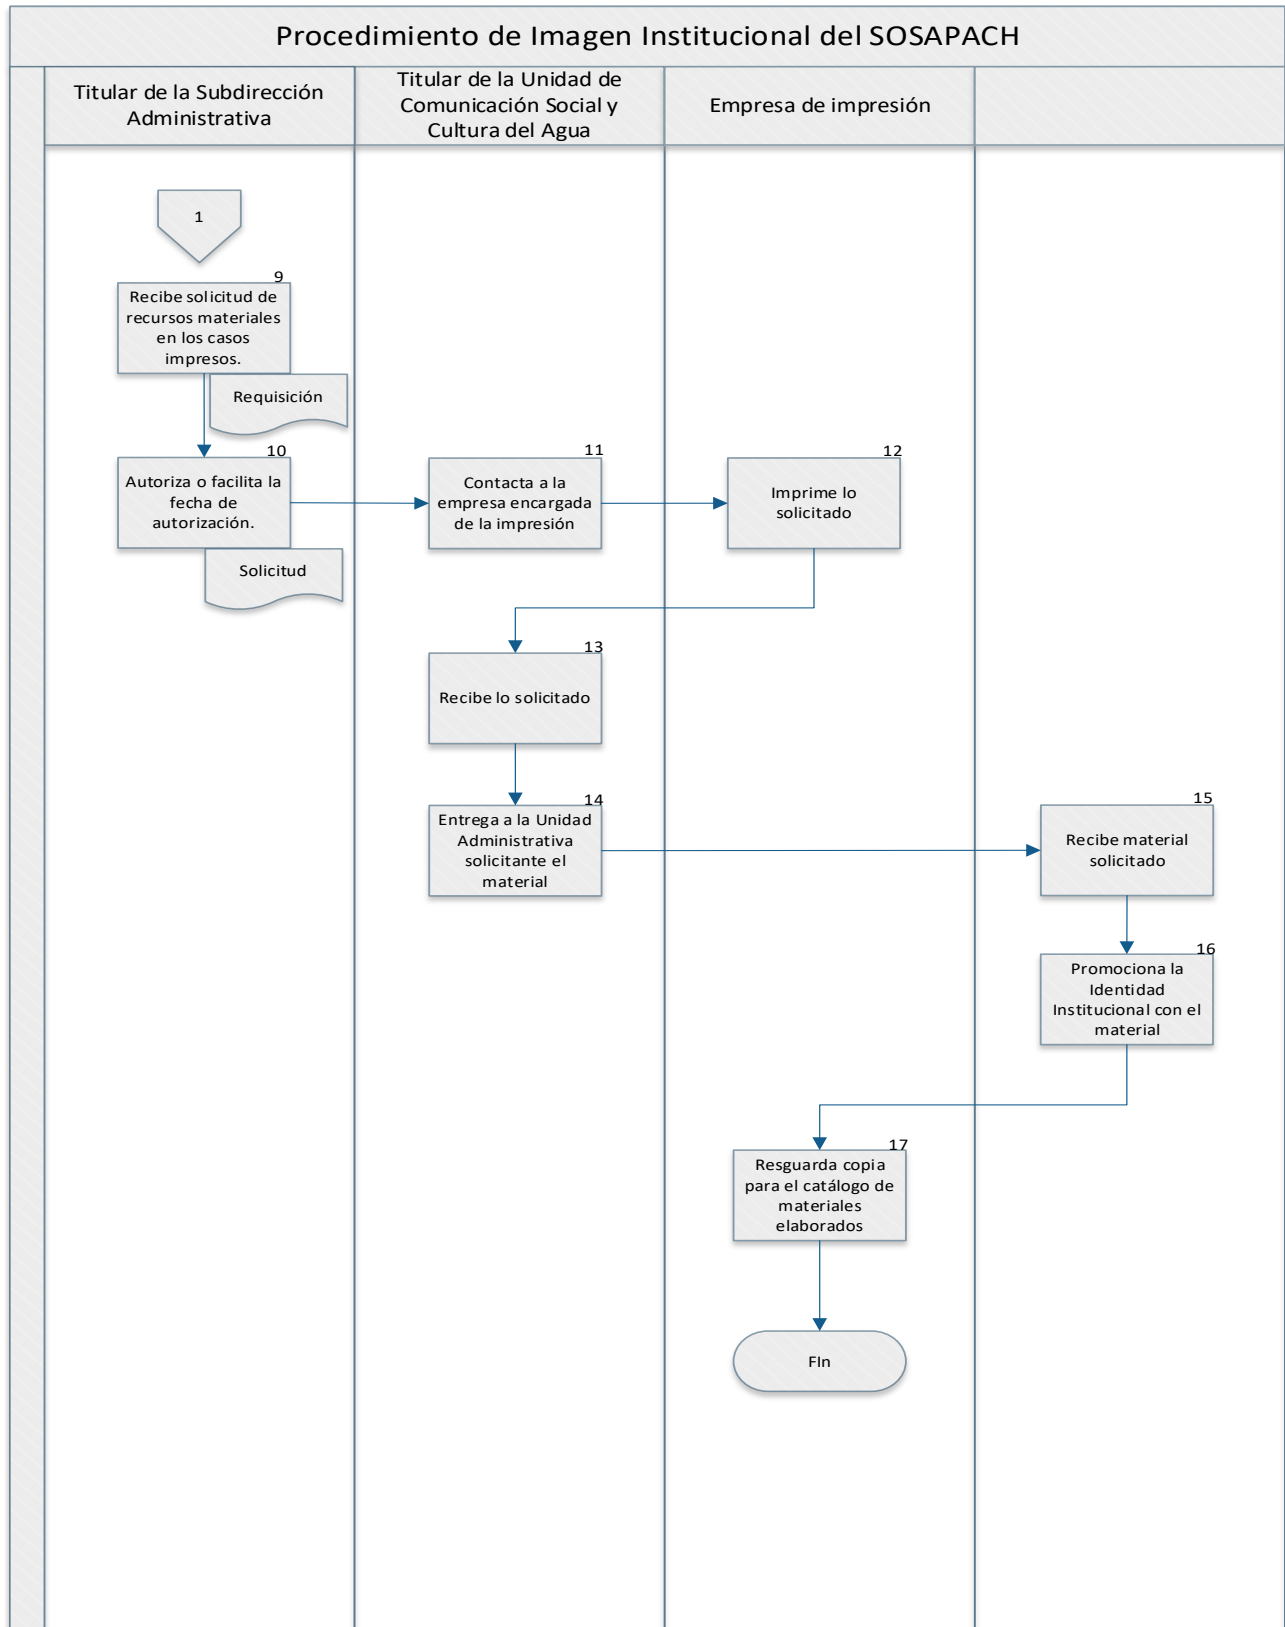 Procedimiento de Imagen Institucional del SOSAPACH
Titular de la Subdirección
Administrativa
Titular de la Unidad de
Comunicación Social y
Cultura del Agua
Empresa de impresión
1
9
Recibe solicitud de
recursos materiales
en los casos
impresos.
Requisición
10
Autoriza o facilita la
fecha de
autorización.
Solicitud
11
Contacta a la
empresa encargada
de la impresión
12
Imprime lo
solicitado
13
Recibe lo solicitado
14
Entrega a la Unidad
Administrativa
solicitante el
material
15
Recibe material
solicitado
16
Promociona la
Identidad
Institucional con el
material
17
Resguarda copia
para el catálogo de
materiales
elaborados
FIn